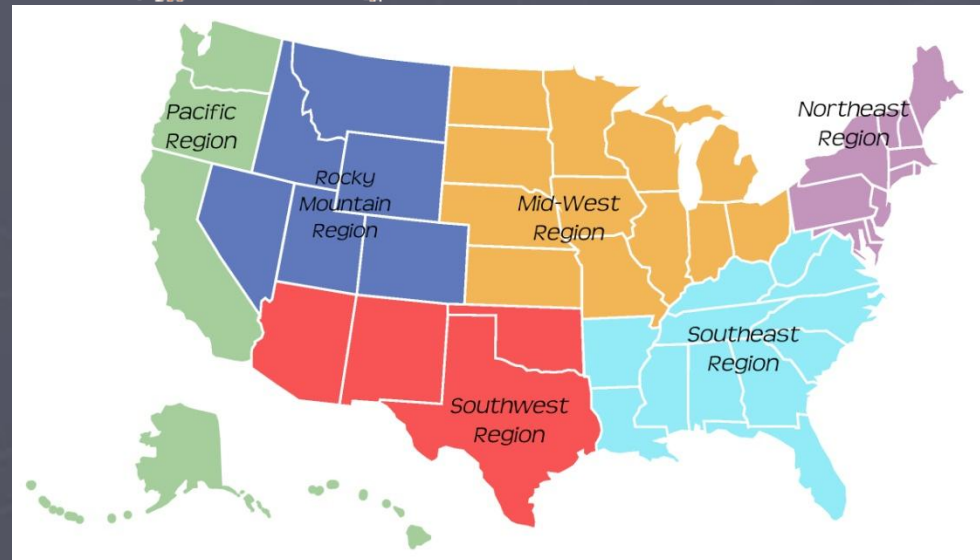 Pacific
Region
Rocky
Mountain
Region
Mid-West
Region
Northeast
Region
Southeast
Region
Southwest
Region